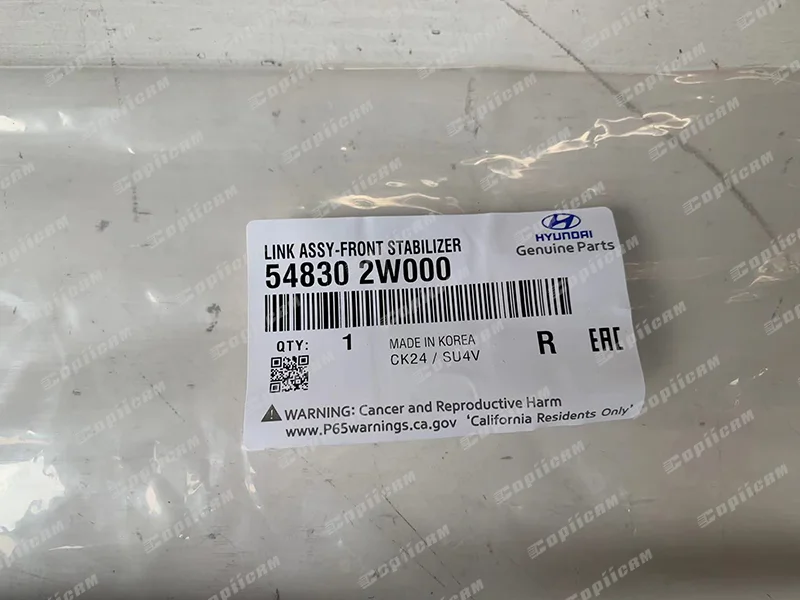 HYUNDAI
Genuine Parts
LINK ASSY-FRONT STABILIZER
54830 2W000
QTY: 1 MADE IN KOREA R EAC
CK24 / SU4V
WARNING: Cancer and Reproductive Harm
www.P65warnings.ca.gov 'California Residents Only'
Copiicam